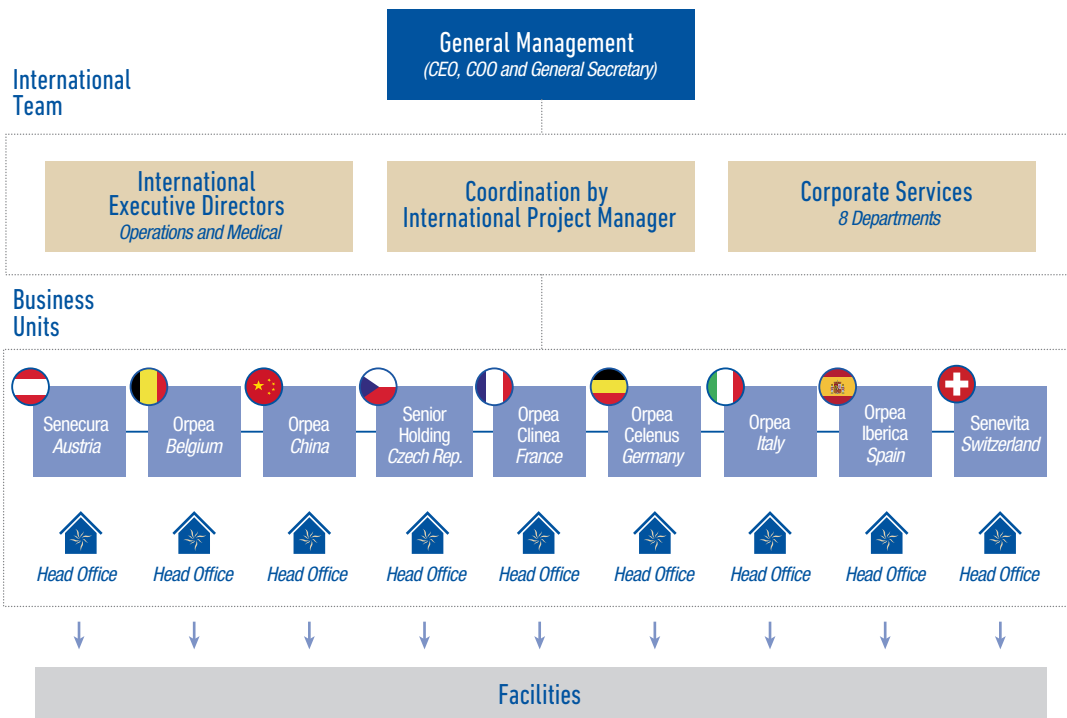 General Management
(CEO, COO and General Secretary)
International
Team
International
Executive Directors
Operations and Medical
Coordination by
International Project Manager
Corporate Services
8 Departments
Business
Units
Senecura
Austria
Orpea
Belgium
Orpea
China
Senior
Holding
Czech Rep.
Orpea
Clinea
France
Orpea
Celenus
Germany
Orpea
Italy
Orpea
Iberica
Spain
Senevita
Switzerland
Head Office
Head Office
Head Office
Head Office
Head Office
Head Office
Head Office
Head Office
Head Office
Facilities